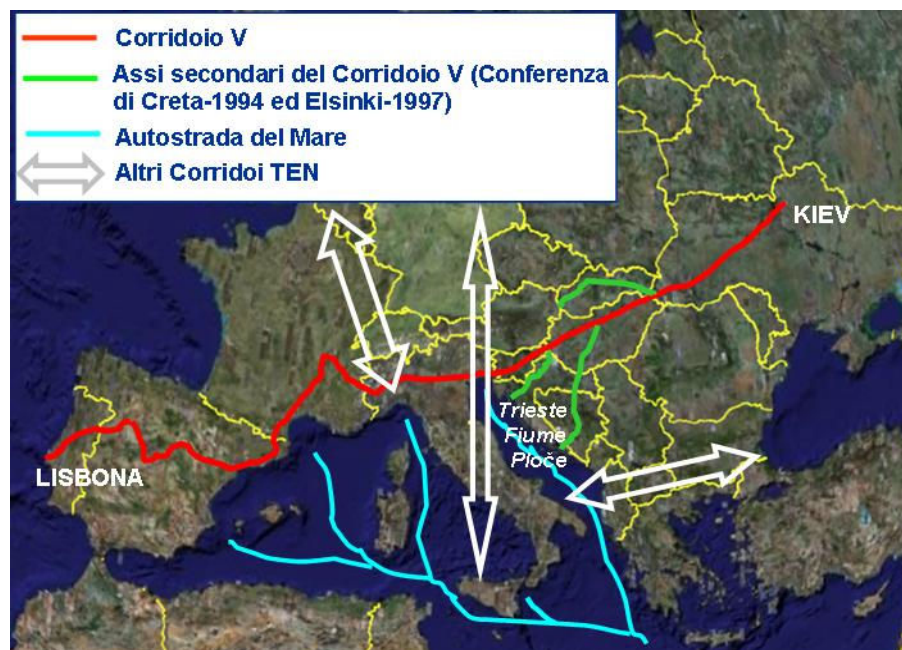 Corridoio V
Assi secondari del Corridoio V (Conferenza
di Creta-1994 ed Elsinki-1997)
Autostrada del Mare
Altri Corridoi TEN
KIEV
Trieste
Fiume
Ploče
LISBONA